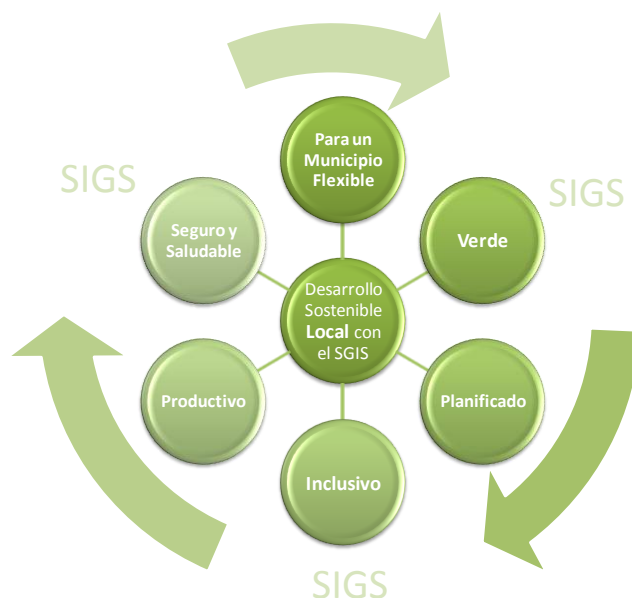 Para un
Municipio
Flexible
SIGS
SIGS
Seguro y
Saludable
Verde
Desarrollo
Sostenible
Local con
el SGIS
Productivo
Planificado
Inclusivo
SIGS